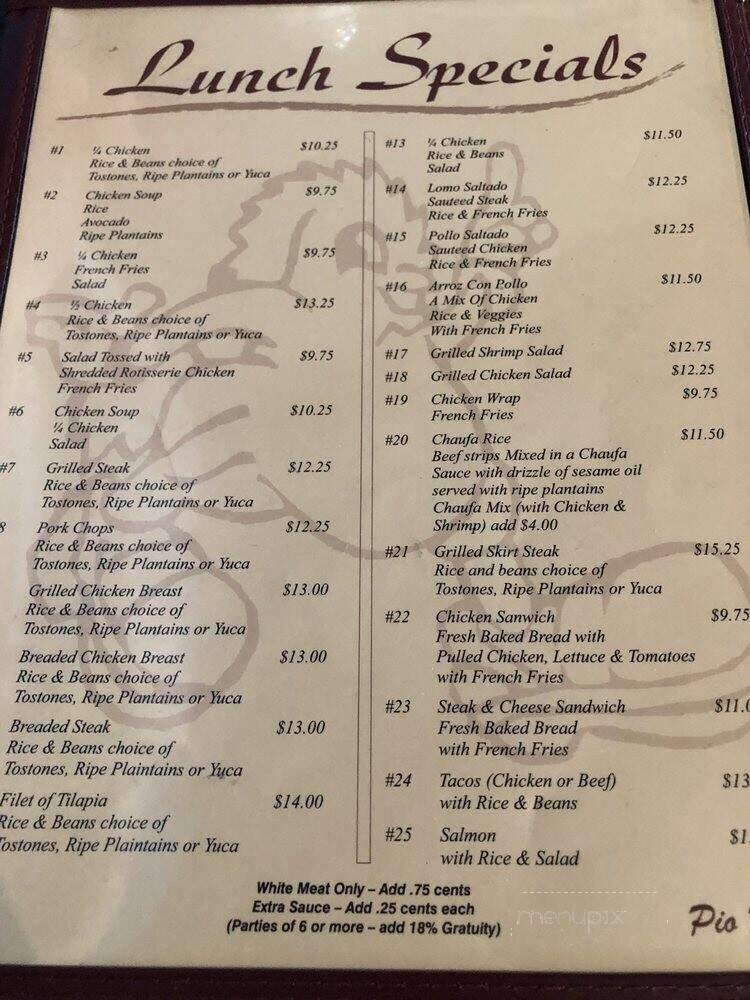 Lunch Specials
#1 ¼ Chicken $10.25
Rice & Beans choice of
Tostones, Ripe Plantains or Yuca
#2 Chicken Soup $9.75
Rice
Avocado
Ripe Plantains
#3 ¼ Chicken $9.75
French Fries
Salad
#4 ½ Chicken $13.25
Rice & Beans choice of
Tostones, Ripe Plantains or Yuca
#5 Salad Tossed with $9.75
Shredded Rotisserie Chicken
French Fries
#6 Chicken Soup $10.25
¼ Chicken
Salad
#7 Grilled Steak $12.25
Rice & Beans choice of
Tostones, Ripe Plantains or Yuca
8 Pork Chops $12.25
Rice & Beans choice of
Tostones, Ripe Plantains or Yuca
Grilled Chicken Breast $13.00
Rice & Beans choice of
Tostones, Ripe Plantains or Yuca
Breaded Chicken Breast $13.00
Rice & Beans choice of
Tostones, Ripe Plantains or Yuca
Breaded Steak $13.00
Rice & Beans choice of
Tostones, Ripe Plaintains or Yuca
Filet of Tilapia $14.00
Rice & Beans choice of
Tostones, Ripe Plaintains or Yuca
#13 ¼ Chicken $11.50
Rice & Beans
Salad
#14 Lomo Saltado $12.25
Sauteed Steak
Rice & French Fries
#15 Pollo Saltado $12.25
Sauteed Chicken
Rice & French Fries
#16 Arroz Con Pollo $11.50
A Mix Of Chicken
Rice & Veggies
With French Fries
#17 Grilled Shrimp Salad $12.75
#18 Grilled Chicken Salad $12.25
#19 Chicken Wrap $9.75
French Fries
#20 Chaufa Rice $11.50
Beef strips Mixed in a Chaufa
Sauce with drizzle of sesame oil
served with ripe plantains
Chaufa Mix (with Chicken &
Shrimp) add $4.00
#21 Grilled Skirt Steak $15.25
Rice and beans choice of
Tostones, Ripe Plantains or Yuca
#22 Chicken Sanwich $9.75
Fresh Baked Bread with
Pulled Chicken, Lettuce & Tomatoes
with French Fries
#23 Steak & Cheese Sandwich $11.0
Fresh Baked Bread
with French Fries
#24 Tacos (Chicken or Beef) $13
with Rice & Beans
#25 Salmon $1
with Rice & Salad
White Meat Only – Add .75 cents
Extra Sauce – Add .25 cents each
(Parties of 6 or more – add 18% Gratuity)
menupix
Pio